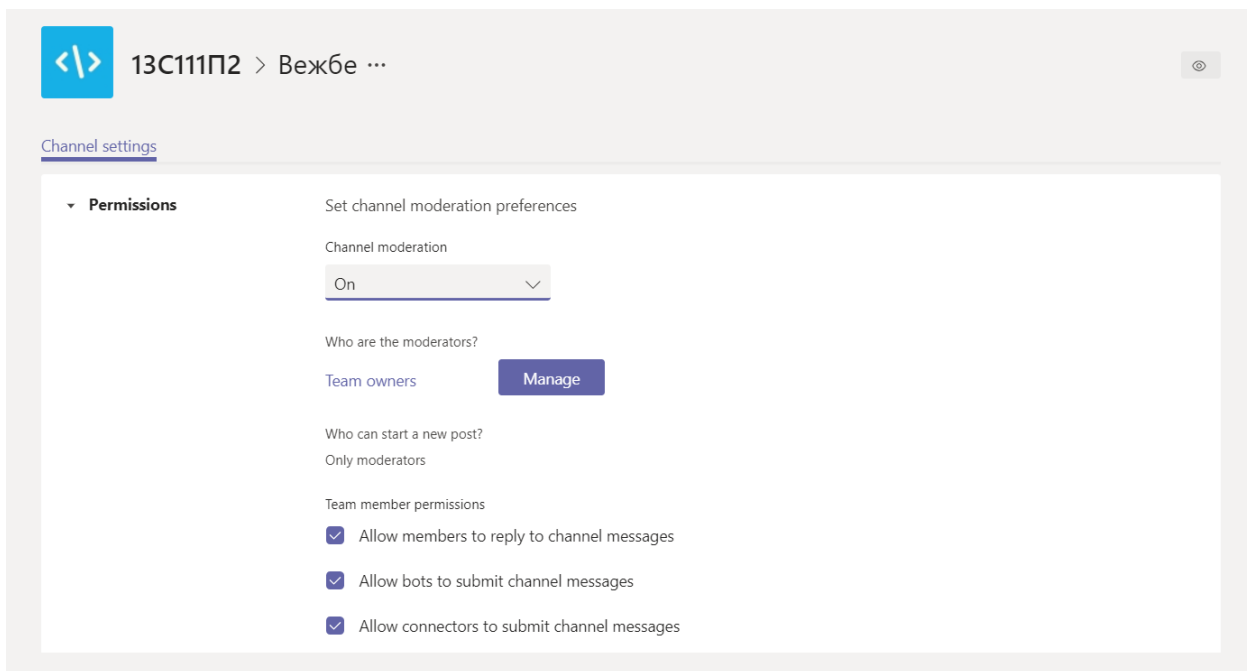 13С111П2 > Вежбе ...
Channel settings
Permissions
Set channel moderation preferences
Channel moderation
On
Who are the moderators?
Team owners
Manage
Who can start a new post?
Only moderators
Team member permissions
Allow members to reply to channel messages
Allow bots to submit channel messages
Allow connectors to submit channel messages